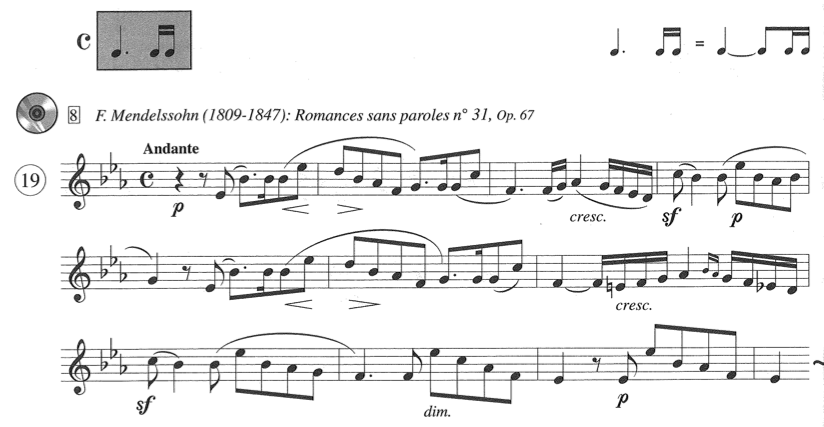 c
=
8 F. Mendelssohn (1809-1847): Romances sans paroles n° 31, Op. 67
Andante
19
c
p
cresc.
sf
p
cresc.
sf
dim.
p